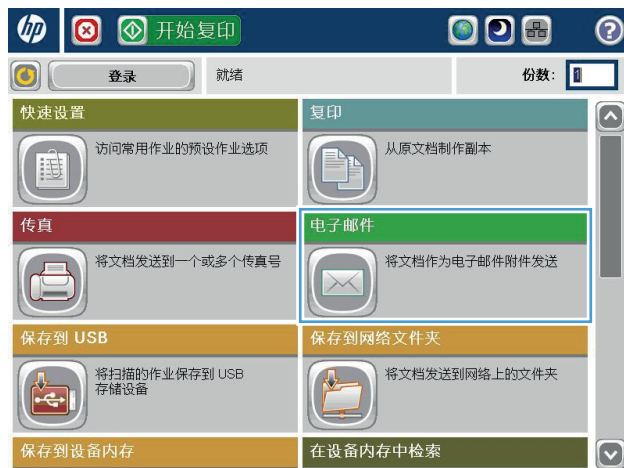 hp
开始复印
?
登录
就绪
份数: 1
快速设置
访问常用作业的预设作业选项
复印
从原文档制作副本
传真
将文档发送到一个或多个传真号
电子邮件
将文档作为电子邮件附件发送
保存到 USB
将扫描的作业保存到 USB
存储设备
保存到网络文件夹
将文档发送到网络上的文件夹
保存到设备内存
在设备内存中检索